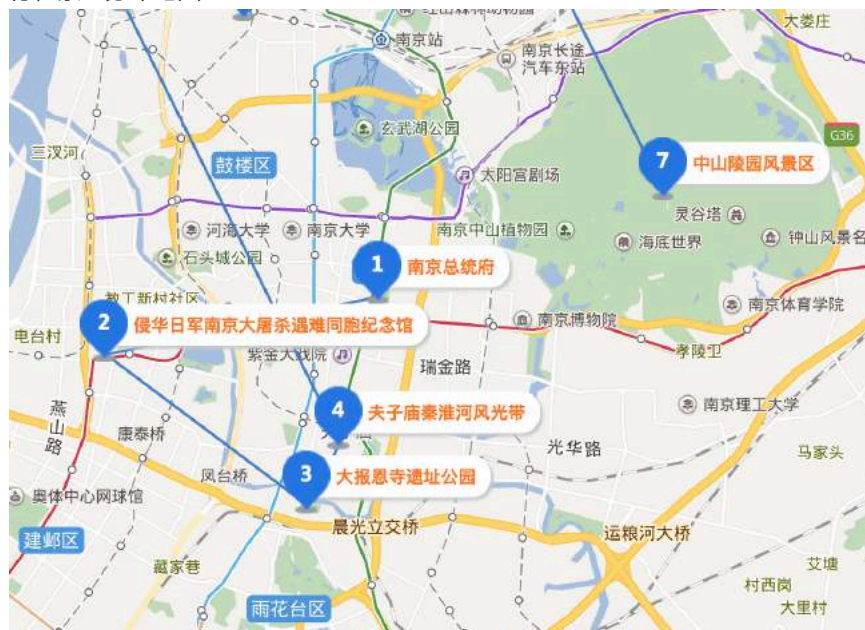 南京站
南京长途
汽车东站
大娄庄
G36
玄武湖公园
三汊河
鼓楼区
太阳宫剧场
7
中山陵园风景区
灵谷塔
河海大学
南京大学
南京中山植物园
海底世界
钟山风景名
石头城公园
1
南京总统府
教工新村社区
南京体育学院
电台村
2
侵华日军南京大屠杀遇难同胞纪念馆
南京博物院
孝陵卫
紫金大戏院
瑞金路
燕山路
4
夫子庙秦淮河风光带
南京理工大学
康泰桥
光华路
马家头
凤台桥
3
大报恩寺遗址公园
奥体中心网球馆
晨光立交桥
运粮河大桥
建邺区
藏家巷
艾塘
村西岗
大里村
雨花台区